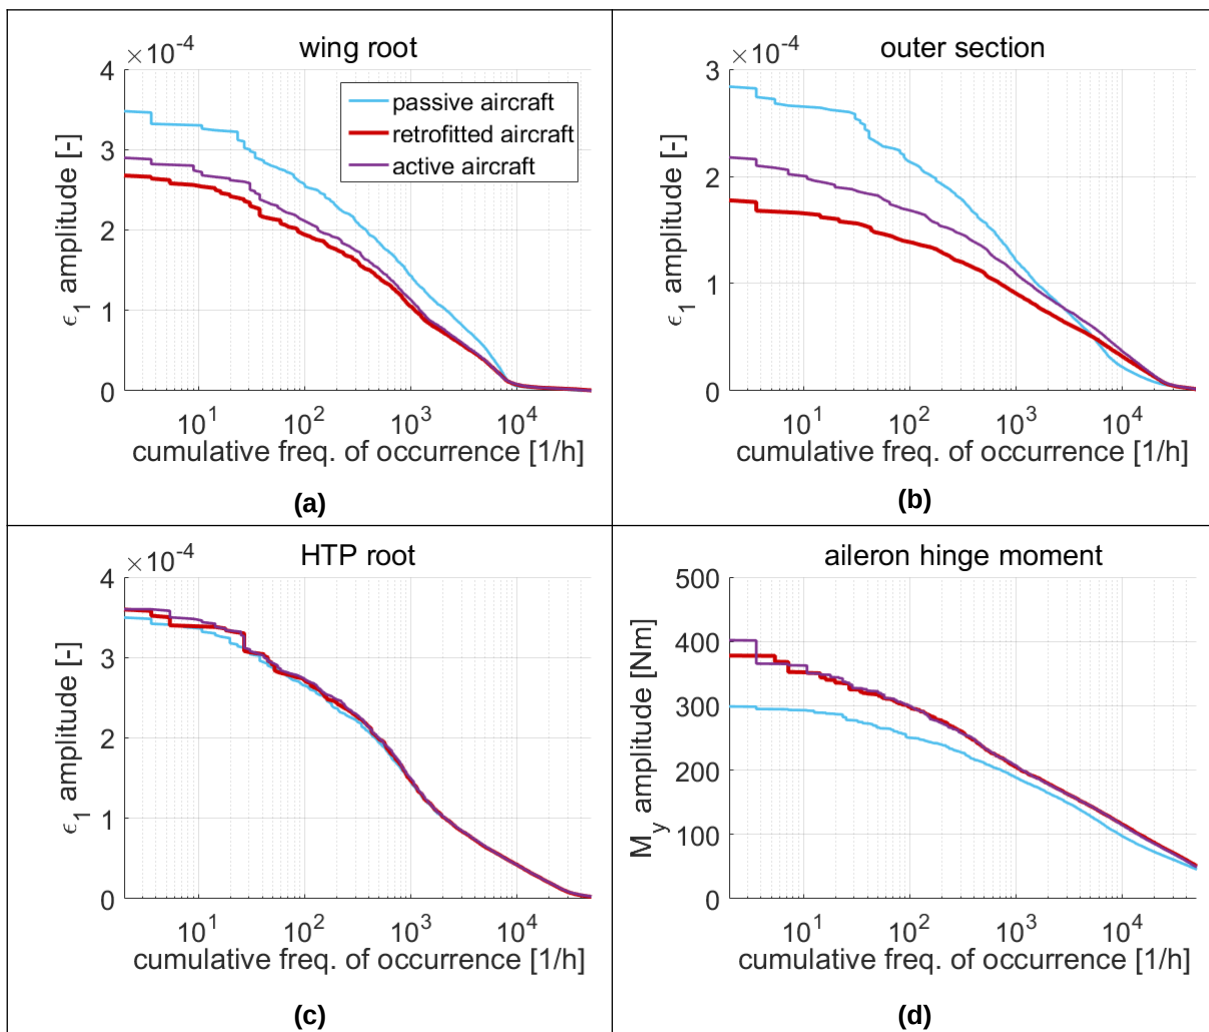 wing root
×10⁻⁴
4
3
2
1
0
ϵ₁ amplitude [-]
passive aircraft
retrofitted aircraft
active aircraft
10¹ 10² 10³ 10⁴
cumulative freq. of occurrence [1/h]
(a)
outer section
×10⁻⁴
3
2
1
0
ϵ₁ amplitude [-]
10¹ 10² 10³ 10⁴
cumulative freq. of occurrence [1/h]
(b)
HTP root
×10⁻⁴
4
3
2
1
0
ϵ₁ amplitude [-]
10¹ 10² 10³ 10⁴
cumulative freq. of occurrence [1/h]
(c)
aileron hinge moment
500
400
300
200
100
0
M_y amplitude [Nm]
10¹ 10² 10³ 10⁴
cumulative freq. of occurrence [1/h]
(d)